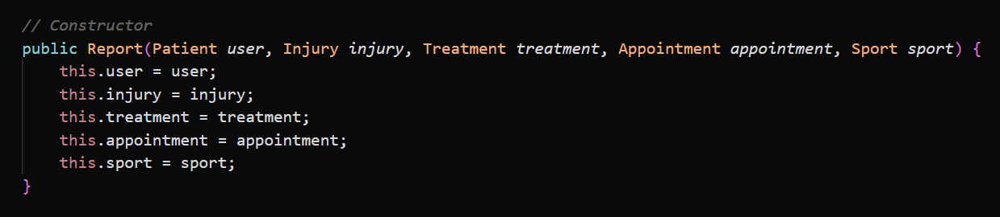 // Constructor
public Report(Patient user, Injury injury, Treatment treatment, Appointment appointment, Sport sport) {
    this.user = user;
    this.injury = injury;
    this.treatment = treatment;
    this.appointment = appointment;
    this.sport = sport;
}